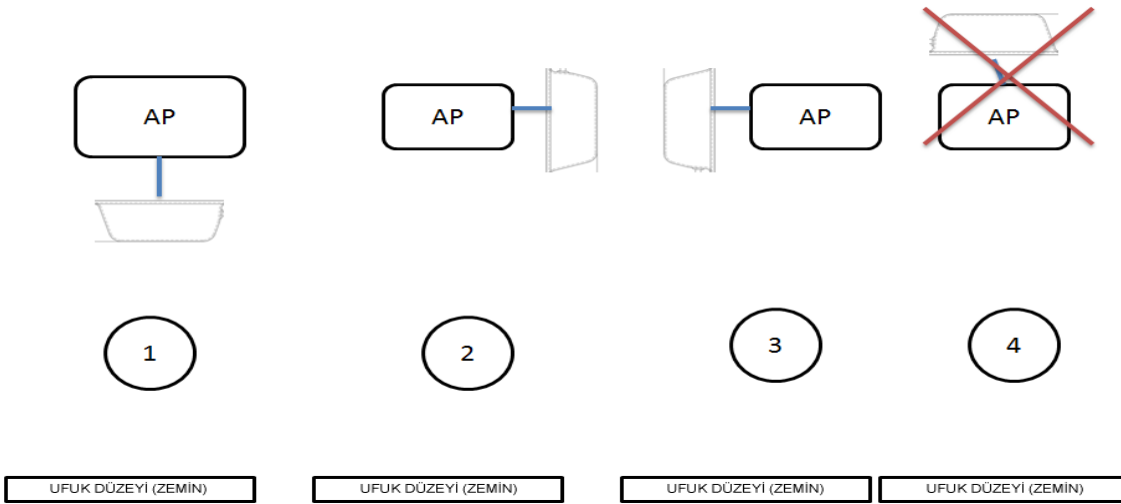 AP
AP
AP
AP
1
2
3
4
UFUK DÜZEYİ (ZEMİN)
UFUK DÜZEYİ (ZEMİN)
UFUK DÜZEYİ (ZEMİN)
UFUK DÜZEYİ (ZEMİN)